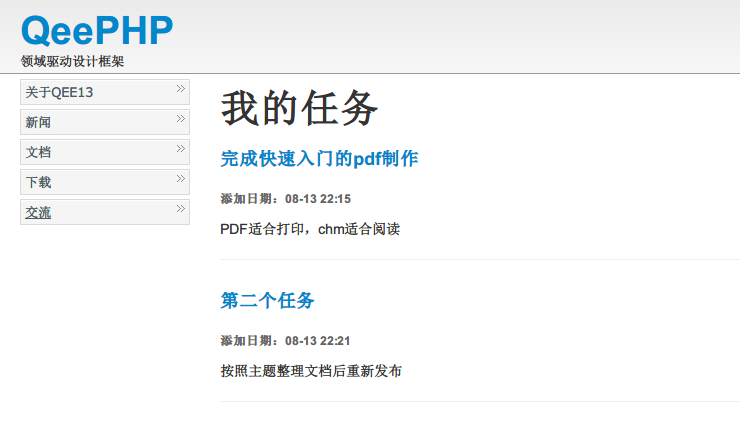 QeePHP
领域驱动设计框架
关于QEE13
新闻
文档
下载
交流
我的任务
完成快速入门的pdf制作
添加日期：08-13 22:15
PDF适合打印，chm适合阅读
第二个任务
添加日期：08-13 22:21
按照主题整理文档后重新发布